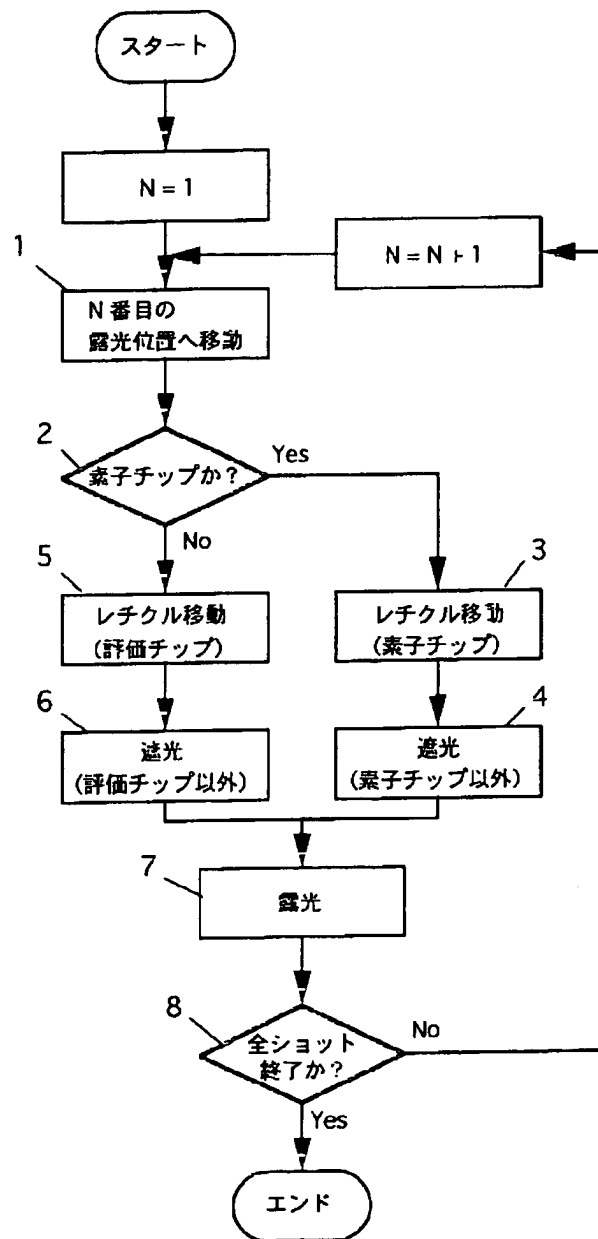 スタート
N = 1
N = N + 1
1
N 番目の
露光位置へ移動
2
素子チップか?
Yes
No
5
レチクル移動
(評価チップ)
3
レチクル移動
(素子チップ)
6
遮光
(評価チップ以外)
4
遮光
(素子チップ以外)
7
露光
8
全ショット
終了か?
No
Yes
エンド